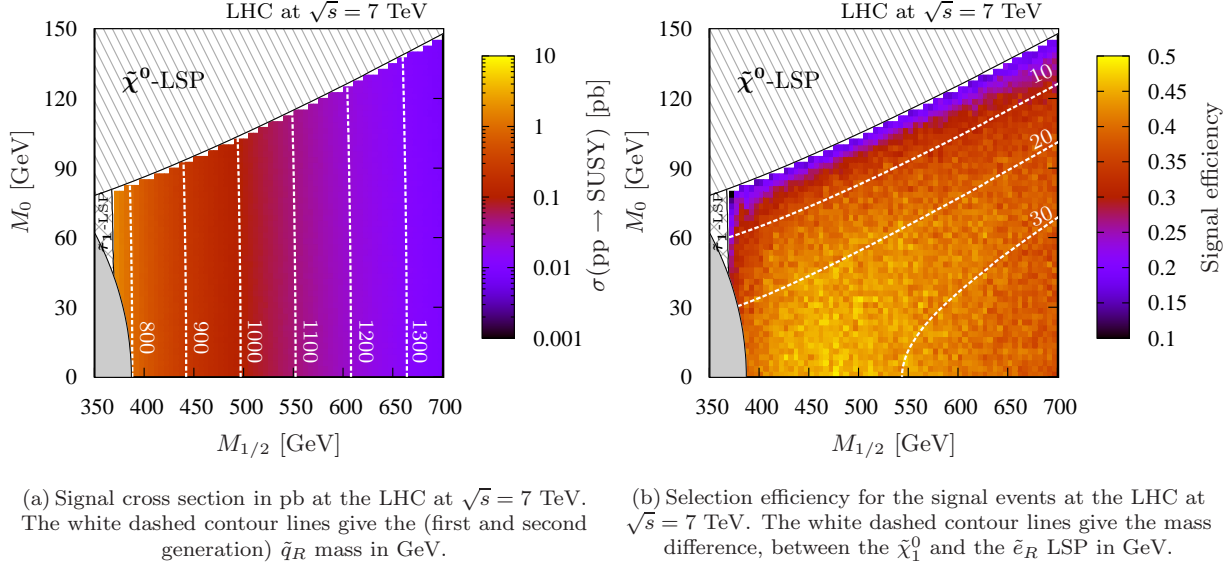 LHC at √s = 7 TeV
150
120
90
60
30
0
M₀ [GeV]
χ̃⁰-LSP
τ̃₁-LSP
800
900
1000
1100
1200
1300
350 400 450 500 550 600 650 700
M₁/₂ [GeV]
10
1
0.1
0.01
0.001
σ(pp → SUSY) [pb]
LHC at √s = 7 TeV
150
120
90
60
30
0
M₀ [GeV]
χ̃⁰-LSP
τ̃₁-LSP
10
20
30
350 400 450 500 550 600 650 700
M₁/₂ [GeV]
0.5
0.45
0.4
0.35
0.3
0.25
0.2
0.15
0.1
Signal efficiency
(a) Signal cross section in pb at the LHC at √s = 7 TeV.
The white dashed contour lines give the (first and second
generation) q̃_R mass in GeV.
(b) Selection efficiency for the signal events at the LHC at
√s = 7 TeV. The white dashed contour lines give the mass
difference, between the χ̃₁⁰ and the ẽ_R LSP in GeV.